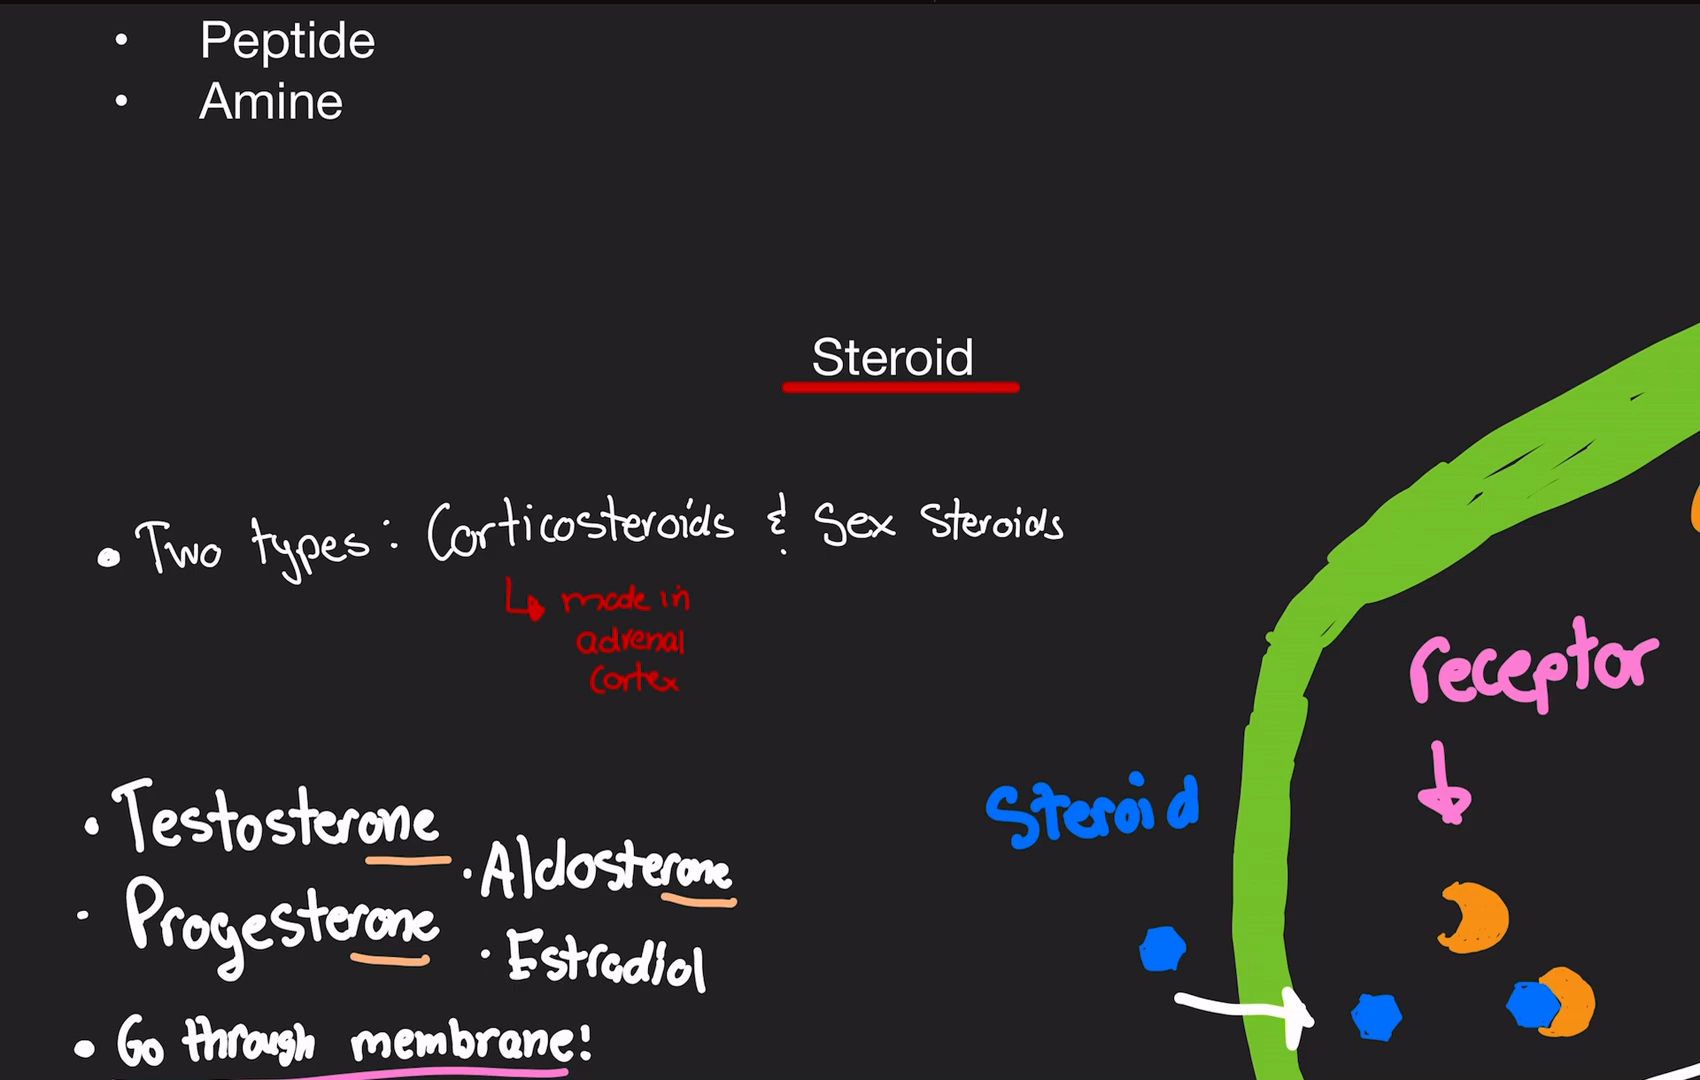 • Peptide
• Amine
Steroid
• Two types: Corticosteroids & Sex Steroids
made in
adrenal
cortex
receptor
Steroid
• Testosterone
• Aldosterone
• Progesterone
• Estradiol
• Go through membrane!